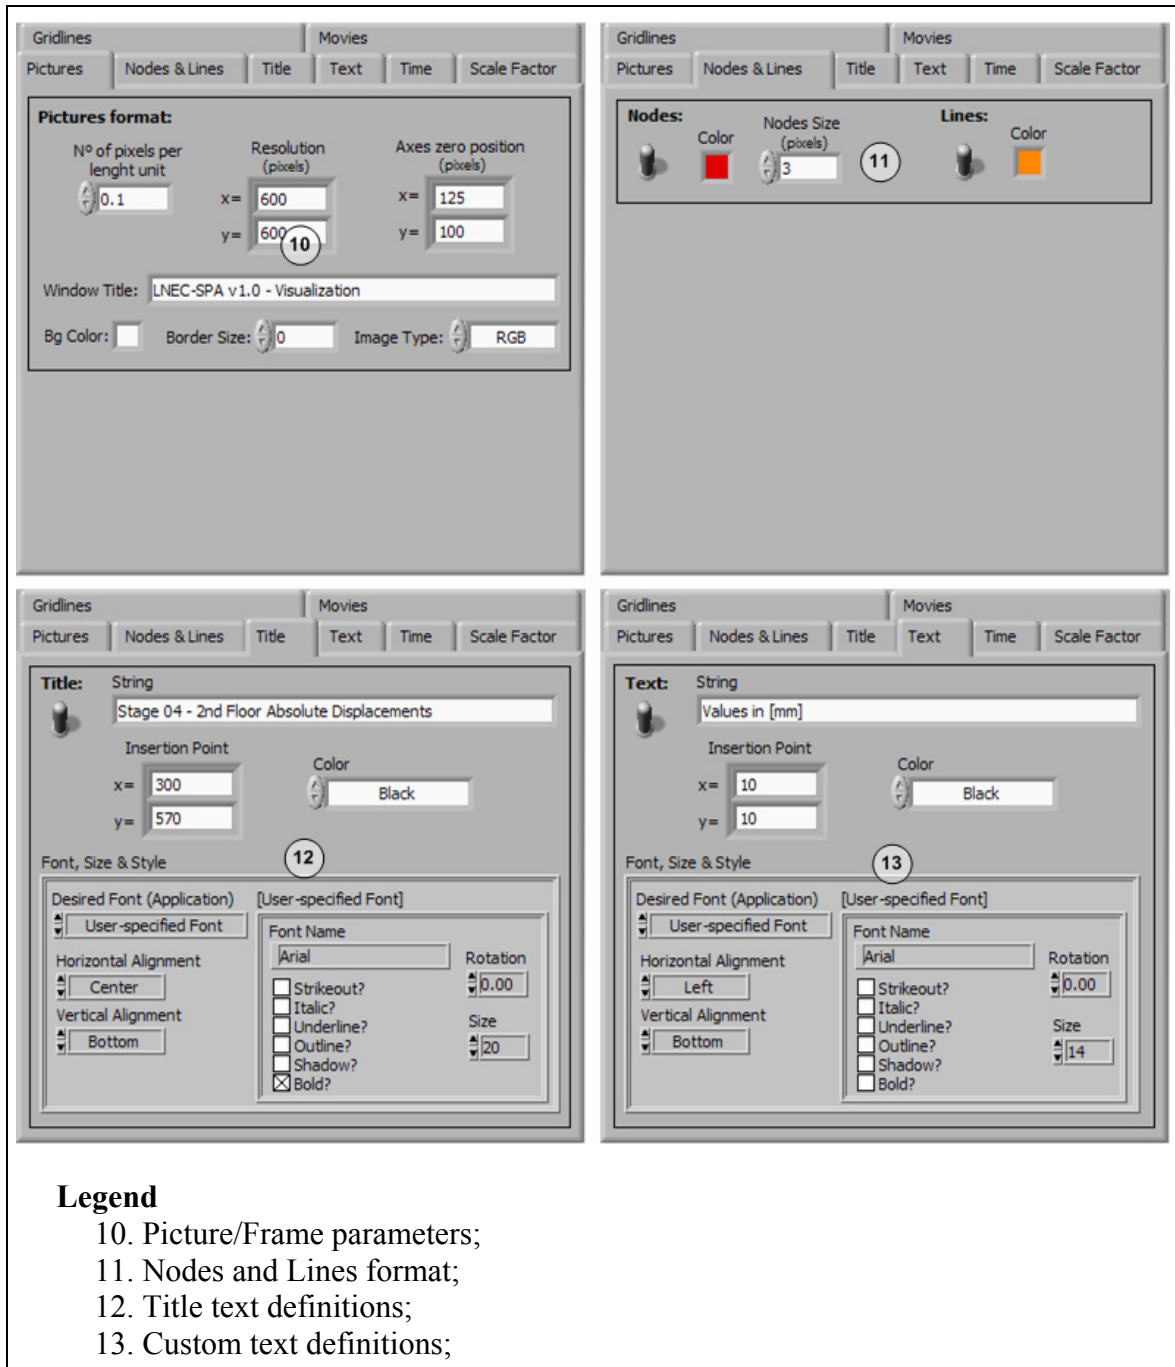 Gridlines Movies
Pictures Nodes & Lines Title Text Time Scale Factor
Pictures format:
Nº of pixels per lenght unit
0.1
Resolution (pixels)
x= 600
y= 600
Axes zero position (pixels)
x= 125
y= 100
10
Window Title: LNEC-SPA v1.0 - Visualization
Bg Color: Border Size: 0 Image Type: RGB
Gridlines Movies
Pictures Nodes & Lines Title Text Time Scale Factor
Nodes:
Color
Nodes Size (pixels)
3
11
Lines:
Color
Gridlines Movies
Pictures Nodes & Lines Title Text Time Scale Factor
Title: String
Stage 04 - 2nd Floor Absolute Displacements
Insertion Point
x= 300
y= 570
Color
Black
12
Font, Size & Style
Desired Font (Application)
User-specified Font
Horizontal Alignment
Center
Vertical Alignment
Bottom
[User-specified Font]
Font Name
Arial
Strikeout?
Italic?
Underline?
Outline?
Shadow?
Bold?
Rotation
0.00
Size
20
Gridlines Movies
Pictures Nodes & Lines Title Text Time Scale Factor
Text: String
Values in [mm]
Insertion Point
x= 10
y= 10
Color
Black
13
Font, Size & Style
Desired Font (Application)
User-specified Font
Horizontal Alignment
Left
Vertical Alignment
Bottom
[User-specified Font]
Font Name
Arial
Strikeout?
Italic?
Underline?
Outline?
Shadow?
Bold?
Rotation
0.00
Size
14
Legend
10. Picture/Frame parameters;
11. Nodes and Lines format;
12. Title text definitions;
13. Custom text definitions;